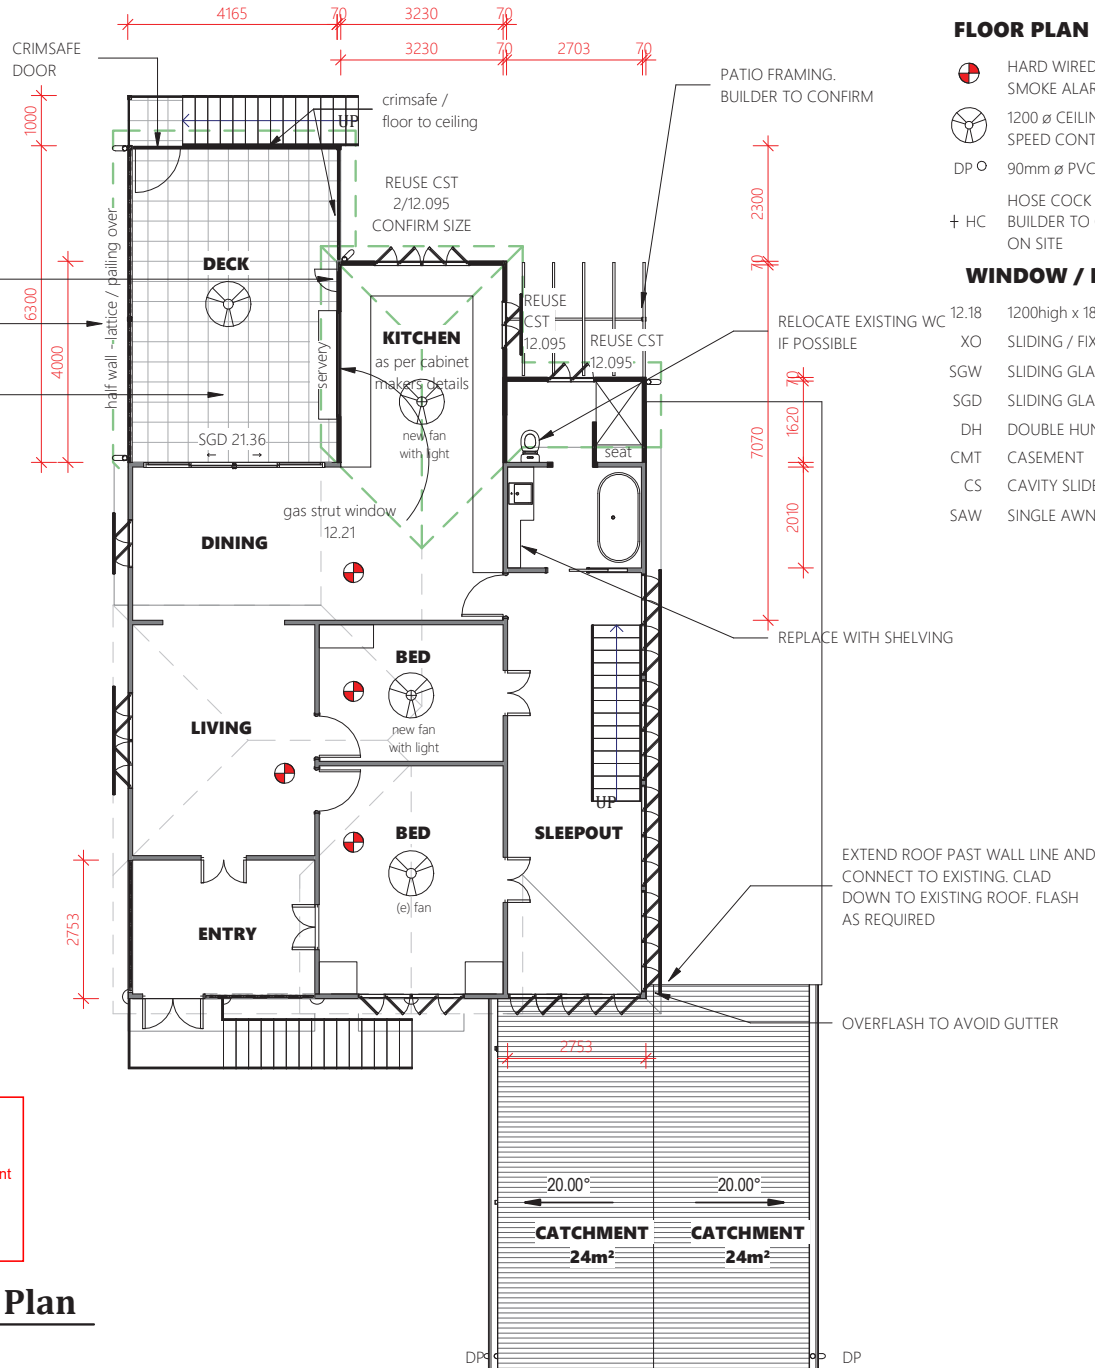 4165
70
3230
70
3230
70
2703
70
CRIMSAFE
DOOR
1000
6300
4000
half wall - lattice / pailing over
UP
crimsafe /
floor to ceiling
REUSE CST
2/12.095
CONFIRM SIZE
PATIO FRAMING.
BUILDER TO CONFIRM
DECK
servery
SGD 21.36
KITCHEN
as per cabinet
makers details
new fan
with light
REUSE
CST
12.095
REUSE CST
12.095
2300
70
7070
70
1620
2010
RELOCATE EXISTING WC
IF POSSIBLE
seat
gas strut window
12.21
DINING
REPLACE WITH SHELVING
BED
new fan
with light
LIVING
UP
BED
(e) fan
SLEEPOUT
ENTRY
2753
EXTEND ROOF PAST WALL LINE AND
CONNECT TO EXISTING. CLAD
DOWN TO EXISTING ROOF. FLASH
AS REQUIRED
OVERFLASH TO AVOID GUTTER
2753
20.00°
20.00°
CATCHMENT
24m²
CATCHMENT
24m²
DP
DP
nt
Plan
FLOOR PLAN
HARD WIRED
SMOKE ALAR
1200 ø CEILIN
SPEED CONT
DP
90mm ø PVC
HC
HOSE COCK
BUILDER TO
ON SITE
WINDOW /
12.18 1200high x 18
XO SLIDING / FIX
SGW SLIDING GLA
SGD SLIDING GLA
DH DOUBLE HUN
CMT CASEMENT
CS CAVITY SLIDE
SAW SINGLE AWN